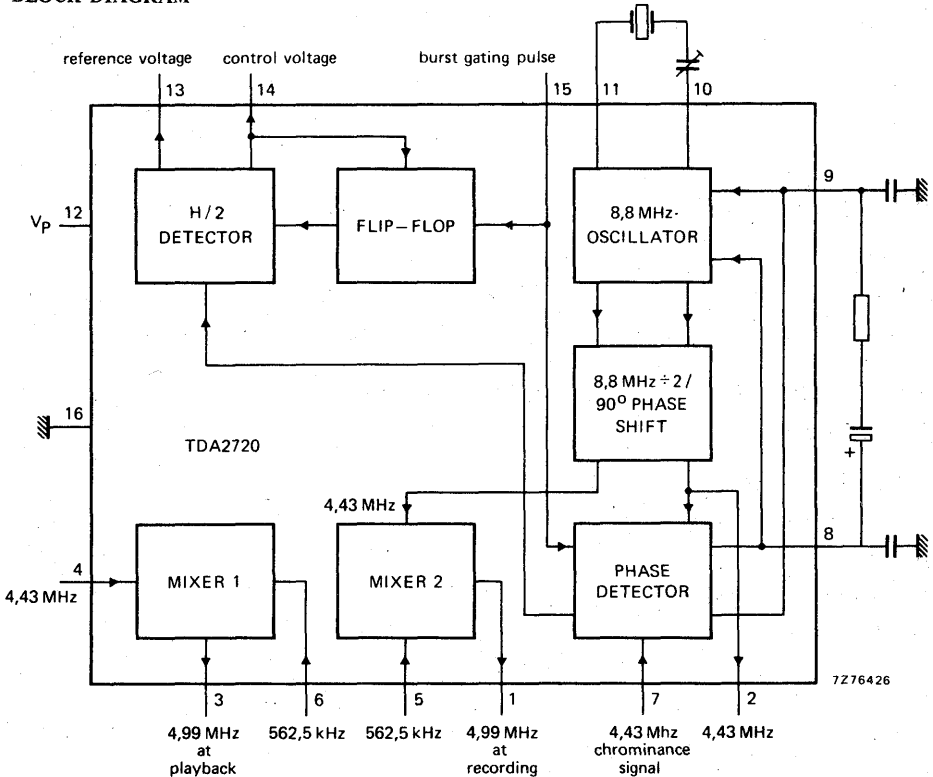 BLOCK DIAGRAM
reference voltage
control voltage
burst gating pulse
13
14
15
11
10
9
12
VP
H/2
DETECTOR
FLIP–FLOP
8,8 MHz-
OSCILLATOR
8,8 MHz ÷ 2 /
90° PHASE
SHIFT
16
TDA2720
+
4,43 MHz
8
4
4,43 MHz
MIXER 1
MIXER 2
PHASE
DETECTOR
7Z76426
3
6
5
1
7
2
4,99 MHz
at
playback
562,5 kHz
562,5 kHz
4,99 MHz
at
recording
4,43 Mhz
chrominance
signal
4,43 MHz